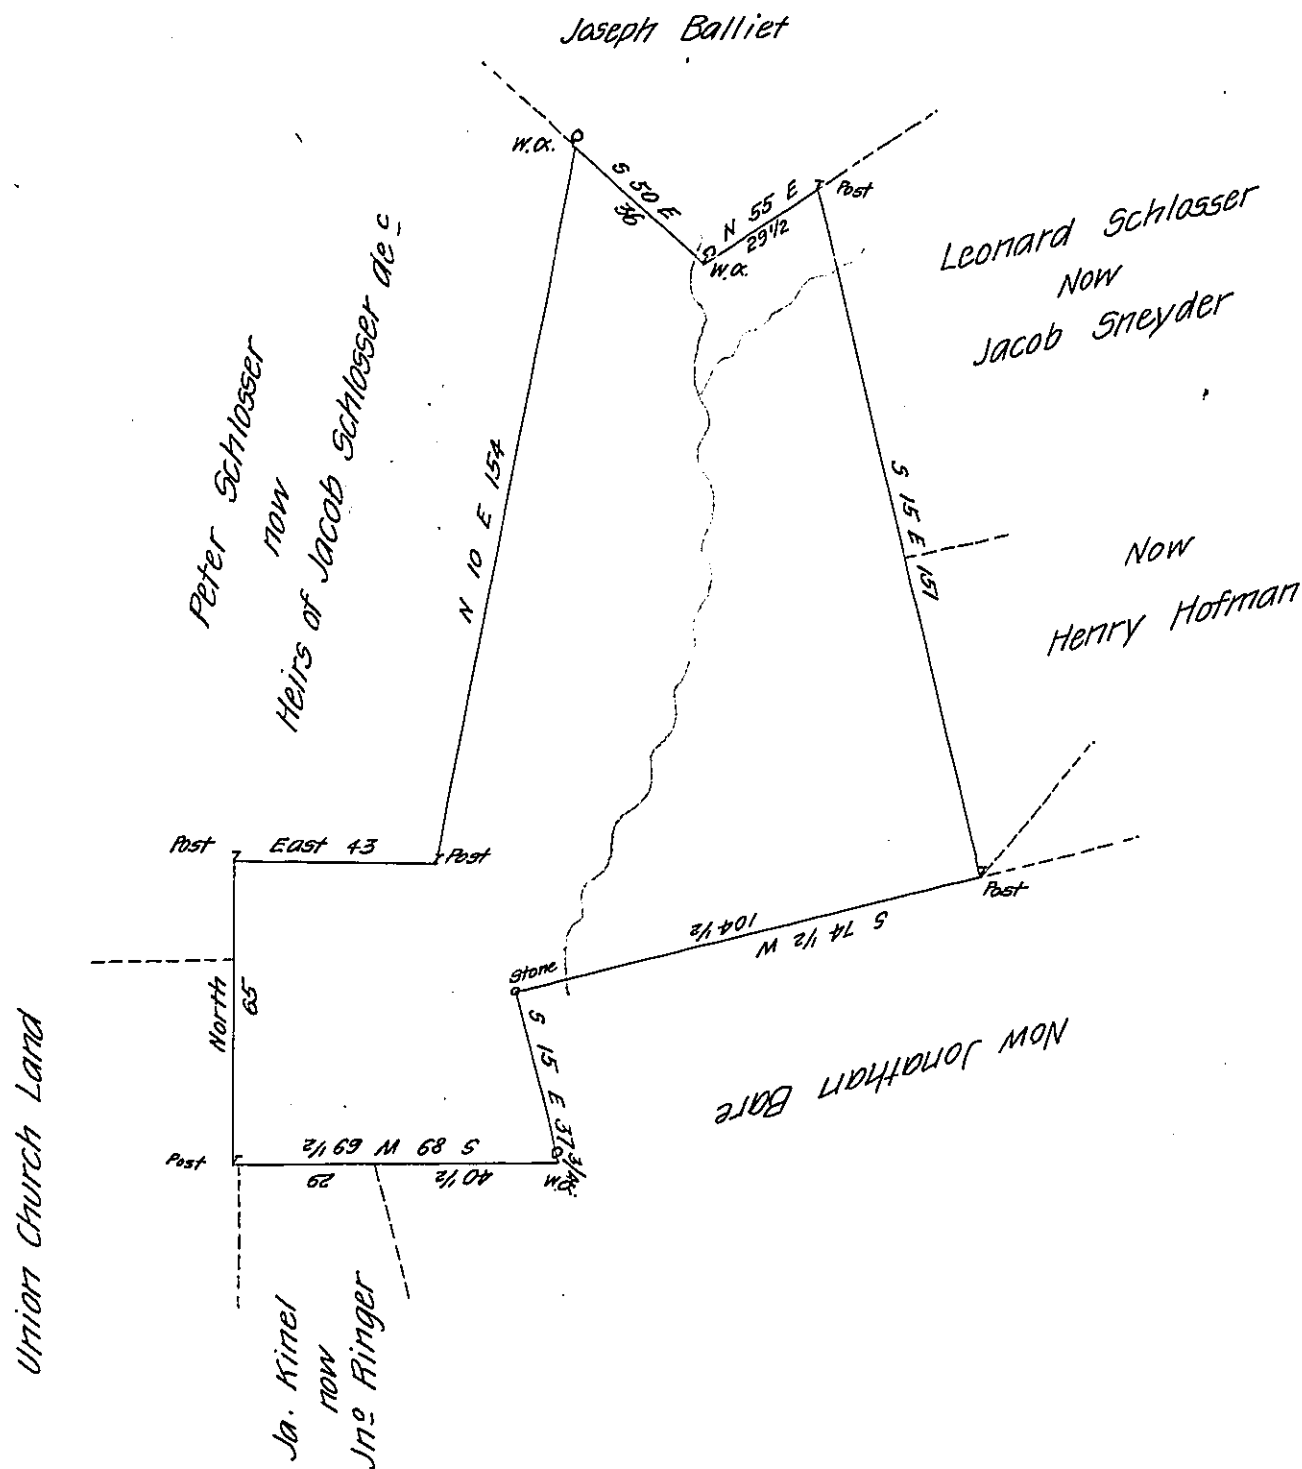 Joseph Balliet
W.O.
S 50 E
36
N 55 E
29 1/2
W.O.
Post
Leonard Schlosser
Now
Jacob Sneyder
Peter Schlosser
now
Heirs of Jacob Schlosser dec
N 10 E 154
S 15 E 151
Now
Henry Hofman
Post
East 43
Post
Post
S 74 1/2 W
104 1/2
Stone
North
65
S 15 E 37 3/4
Now Jonathan Bare
Union Church Land
Post
S 89 W 69 1/2
29
40 1/2
Ja. Kinel
now
Jno Ringer